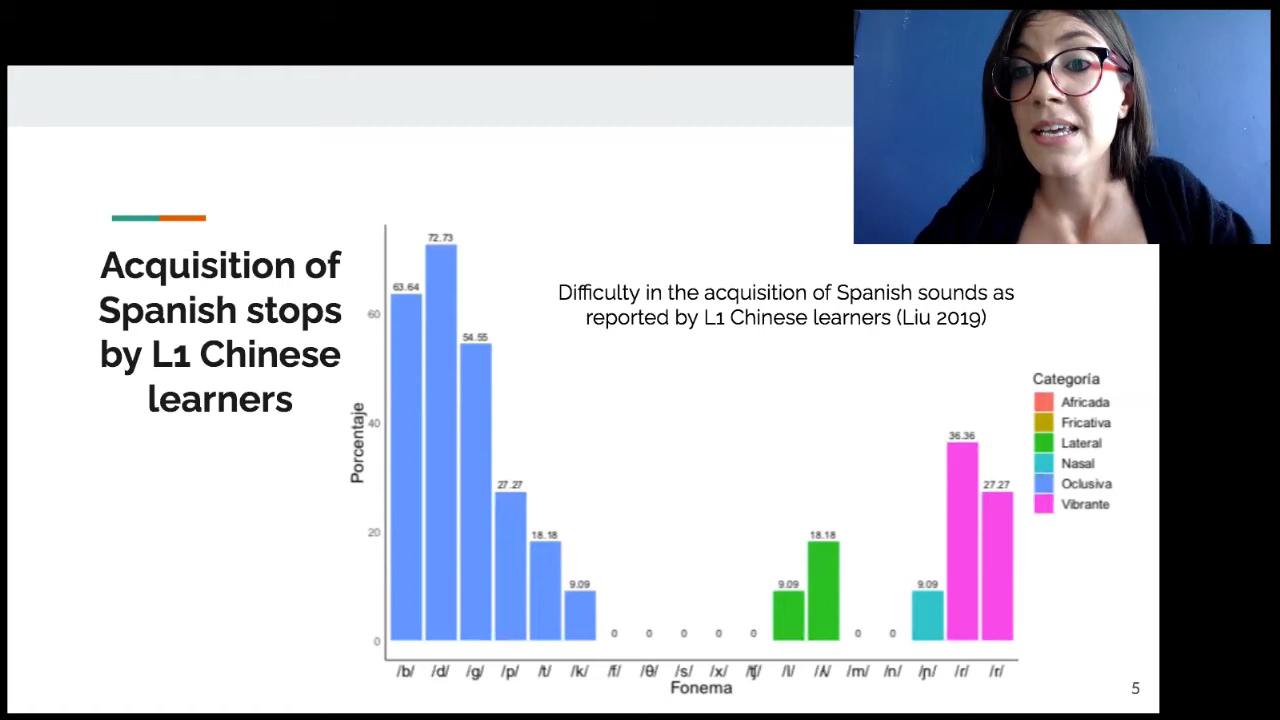 Acquisition of
Spanish stops
by L1 Chinese
learners
Difficulty in the acquisition of Spanish sounds as
reported by L1 Chinese learners (Liu 2019)
Porcentaje
60
40
20
0
63.64
72.73
54.55
27.27
18.18
9.09
0
0
0
0
0
9.09
18.18
0
0
9.09
36.36
27.27
/b/ /d/ /g/ /p/ /t/ /k/ /f/ /θ/ /s/ /x/ /ʧ/ /l/ /ʎ/ /m/ /n/ /ɲ/ /r/ /r/
Fonema
Categoría
Africada
Fricativa
Lateral
Nasal
Oclusiva
Vibrante
5